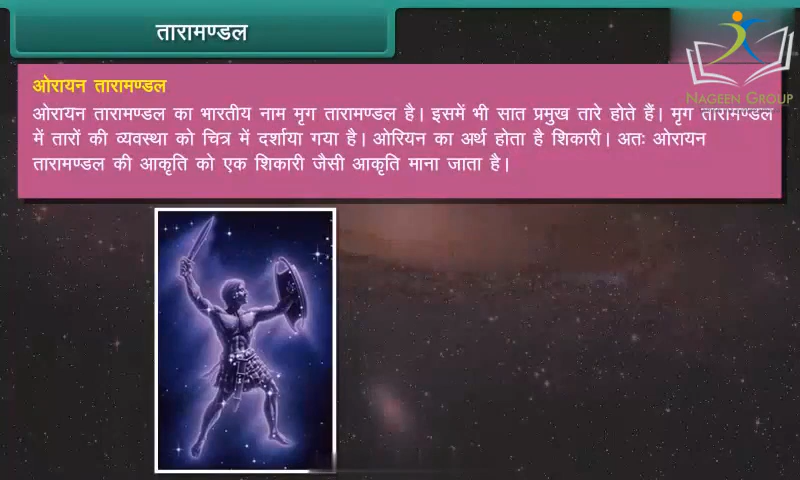 तारामण्डल
ओरायन तारामण्डल
ओरायन तारामण्डल का भारतीय नाम मृग तारामण्डल है। इसमें भी सात प्रमुख तारे होते हैं। मृग तारामण्डल
में तारों की व्यवस्था को चित्र में दर्शाया गया है। ओरियन का अर्थ होता है शिकारी। अतः ओरायन
तारामण्डल की आकृति को एक शिकारी जैसी आकृति माना जाता है।
NAGEEN GROUP